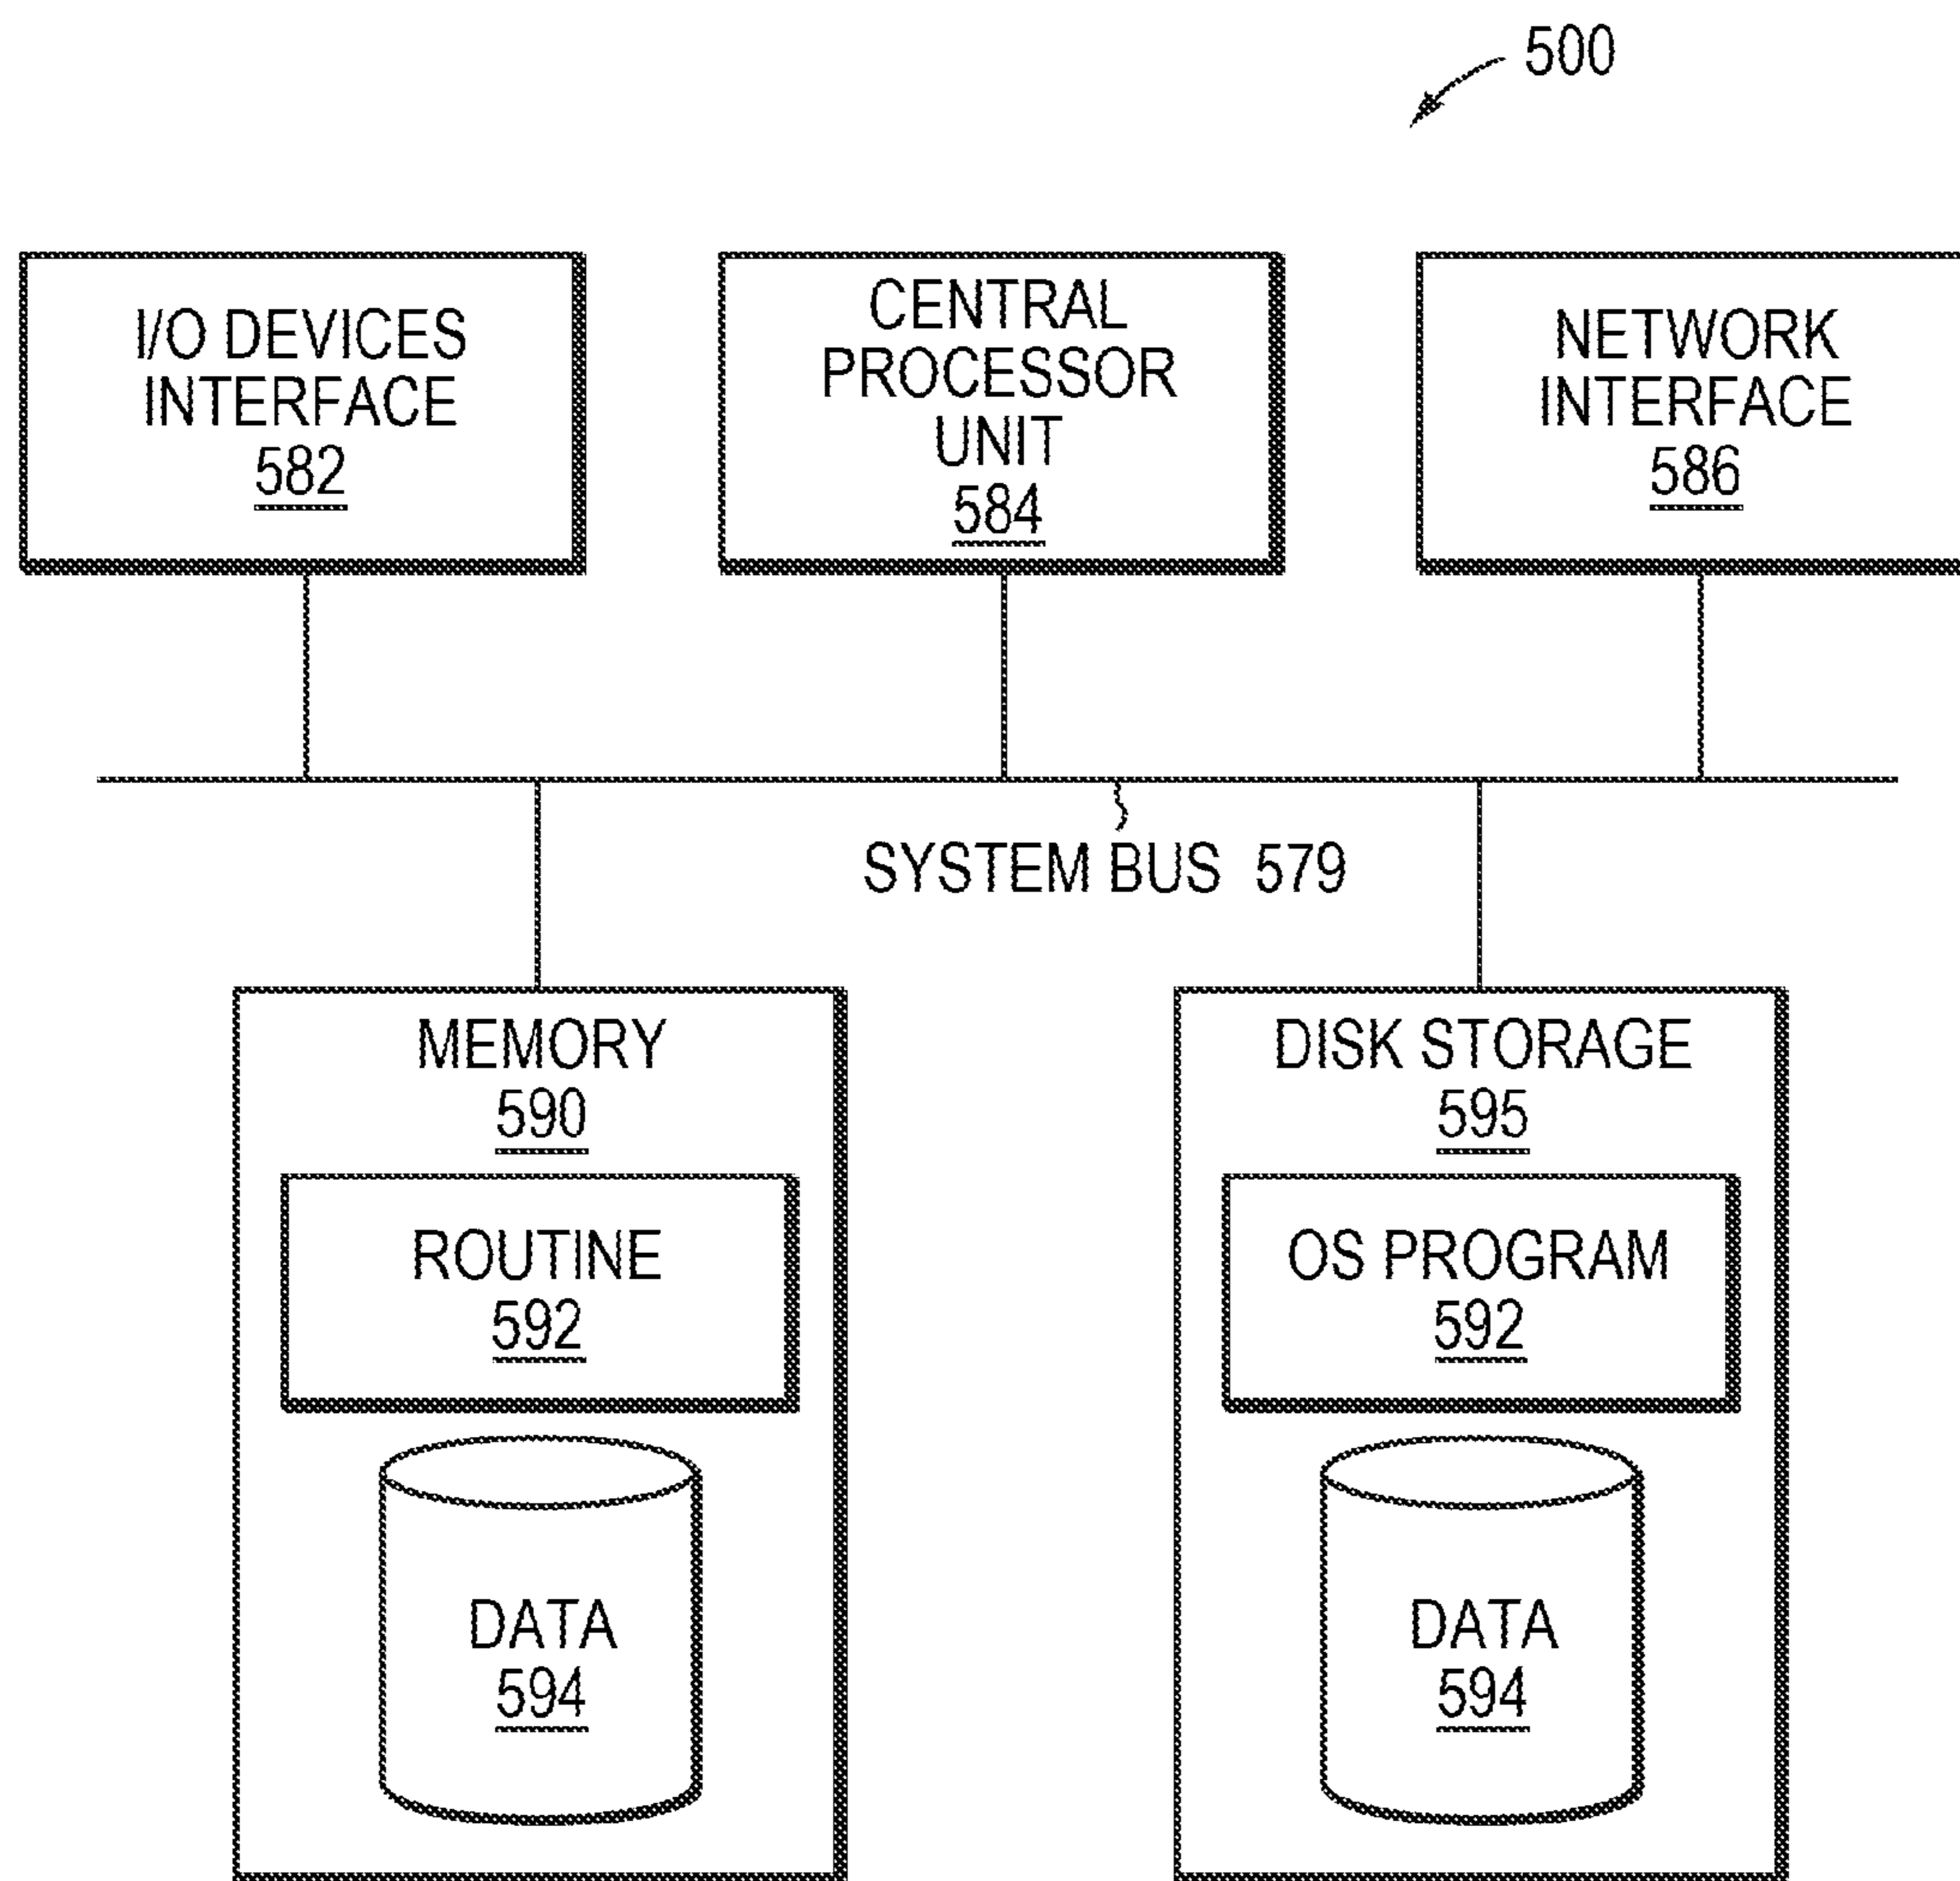 500
I/O DEVICES
INTERFACE
582
CENTRAL
PROCESSOR
UNIT
584
NETWORK
INTERFACE
586
SYSTEM BUS 579
MEMORY
590
ROUTINE
592
DATA
594
DISK STORAGE
595
OS PROGRAM
592
DATA
594